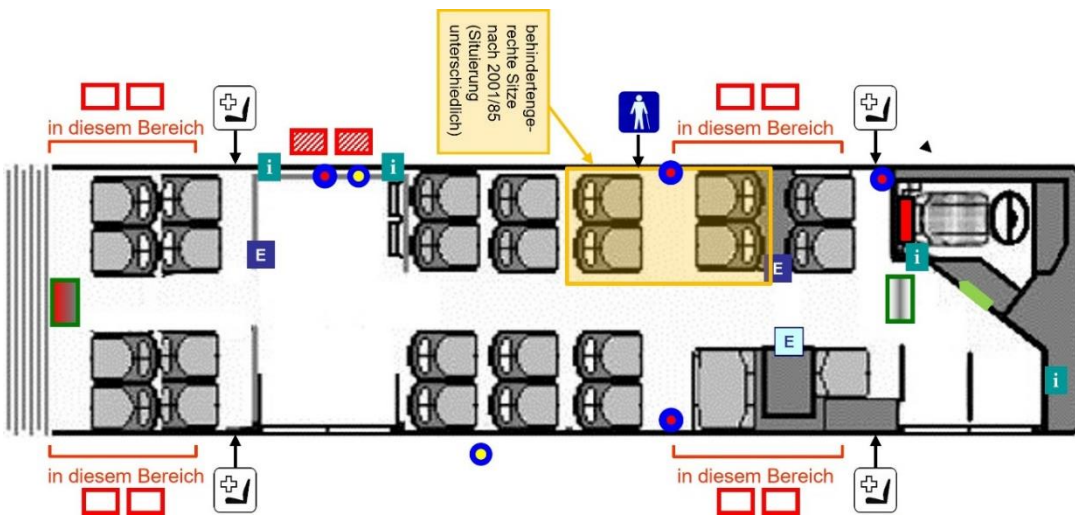 behindertenge-
rechte Sitze
nach 2001/85
(Situierung
unterschiedlich)
in diesem Bereich
in diesem Bereich
i
i
E
E
i
E
i
in diesem Bereich
in diesem Bereich